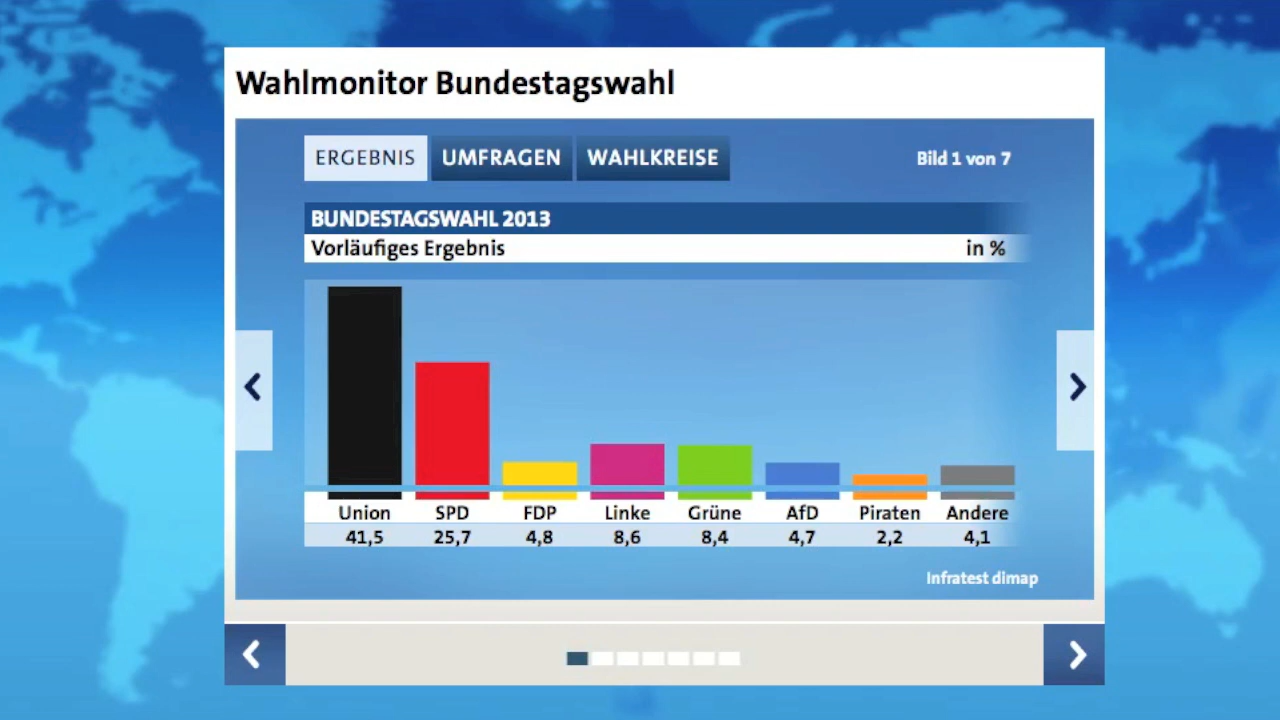 Wahlmonitor Bundestagswahl
ERGEBNIS UMFRAGEN WAHLKREISE Bild 1 von 7
BUNDESTAGSWAHL 2013
Vorläufiges Ergebnis in %
Union SPD FDP Linke Grüne AfD Piraten Andere
41,5 25,7 4,8 8,6 8,4 4,7 2,2 4,1
Infratest dimap